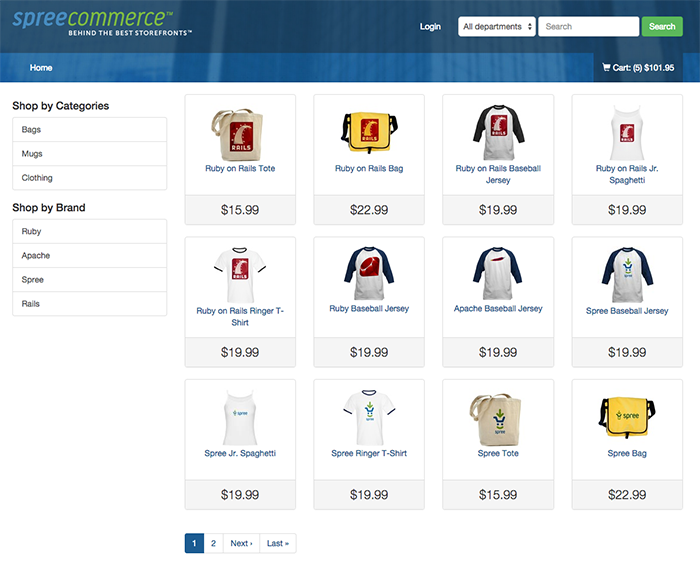 spreecommerce™
BEHIND THE BEST STOREFRONTS™
Login
All departments
Search
Search
Home
Cart: (5) $101.95
Shop by Categories
Bags
Mugs
Clothing
Shop by Brand
Ruby
Apache
Spree
Rails
RAILS
Ruby on Rails Tote
$15.99
RAILS
Ruby on Rails Bag
$22.99
RAILS
Ruby on Rails Baseball
Jersey
$19.99
RAILS
Ruby on Rails Jr.
Spaghetti
$19.99
RAILS
Ruby on Rails Ringer T-
Shirt
$19.99
Ruby Baseball Jersey
$19.99
Apache Baseball Jersey
$19.99
spree
Spree Baseball Jersey
$19.99
spree
Spree Jr. Spaghetti
$19.99
spree
Spree Ringer T-Shirt
$19.99
spree
Spree Tote
$15.99
spree
Spree Bag
$22.99
1 2 Next › Last »